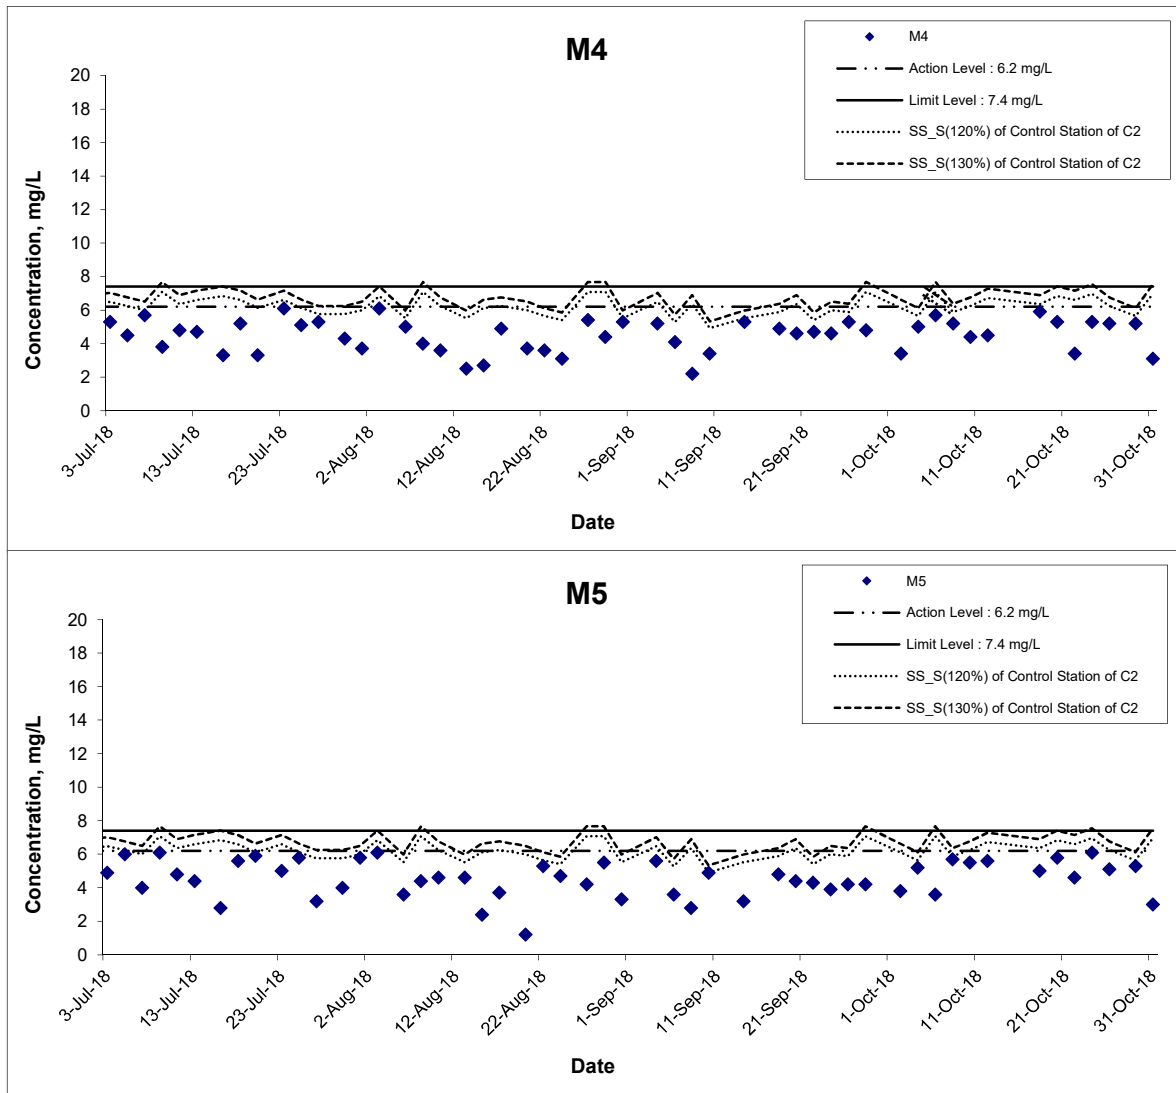 M4
M4
Action Level : 6.2 mg/L
Limit Level : 7.4 mg/L
SS_S(120%) of Control Station of C2
SS_S(130%) of Control Station of C2
Concentration, mg/L
20
18
16
14
12
10
8
6
4
2
0
3-Jul-18
13-Jul-18
23-Jul-18
2-Aug-18
12-Aug-18
22-Aug-18
1-Sep-18
11-Sep-18
21-Sep-18
1-Oct-18
11-Oct-18
21-Oct-18
31-Oct-18
Date
M5
M5
Action Level : 6.2 mg/L
Limit Level : 7.4 mg/L
SS_S(120%) of Control Station of C2
SS_S(130%) of Control Station of C2
Concentration, mg/L
20
18
16
14
12
10
8
6
4
2
0
3-Jul-18
13-Jul-18
23-Jul-18
2-Aug-18
12-Aug-18
22-Aug-18
1-Sep-18
11-Sep-18
21-Sep-18
1-Oct-18
11-Oct-18
21-Oct-18
31-Oct-18
Date